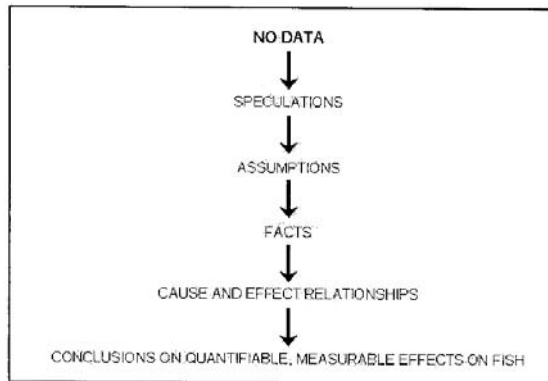 NO DATA
SPECULATIONS
ASSUMPTIONS
FACTS
CAUSE AND EFFECT RELATIONSHIPS
CONCLUSIONS ON QUANTIFIABLE, MEASURABLE EFFECTS ON FISH